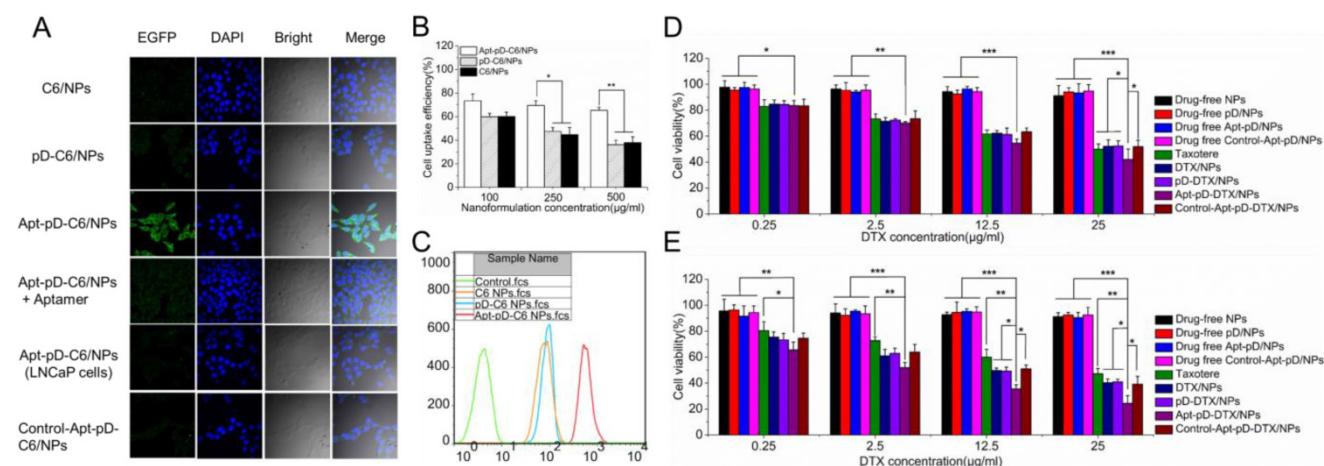 A
EGFP DAPI Bright Merge
C6/NPs
pD-C6/NPs
Apt-pD-C6/NPs
Apt-pD-C6/NPs
+ Aptamer
Apt-pD-C6/NPs
(LNCaP cells)
Control-Apt-pD-
C6/NPs
B
Cell uptake efficiency(%)
120
100
80
60
40
20
0
Apt-pD-C6/NPs
pD-C6/NPs
C6/NPs
*
**
100 250 500
Nanoformulation concentration(μg/ml)
C
1000
800
600
400
200
0
Sample Name
Control.fcs
C6 NPs.fcs
pD-C6 NPs.fcs
Apt-pD-C6 NPs.fcs
10^0 10^1 10^2 10^3 10^4
D
Cell viability(%)
120
100
80
60
40
20
0
* ** *** *** * *
0.25 2.5 12.5 25
DTX concentration(μg/ml)
Drug-free NPs
Drug-free pD/NPs
Drug free Apt-pD/NPs
Drug free Control-Apt-pD/NPs
Taxotere
DTX/NPs
pD-DTX/NPs
Apt-pD-DTX/NPs
Control-Apt-pD-DTX/NPs
E
Cell viability(%)
120
100
80
60
40
20
0
** * *** ** *** ** * * *** ** * *
0.25 2.5 12.5 25
DTX concentration(μg/ml)
Drug-free NPs
Drug-free pD/NPs
Drug free Apt-pD/NPs
Drug free Control-Apt-pD/NPs
Taxotere
DTX/NPs
pD-DTX/NPs
Apt-pD-DTX/NPs
Control-Apt-pD-DTX/NPs